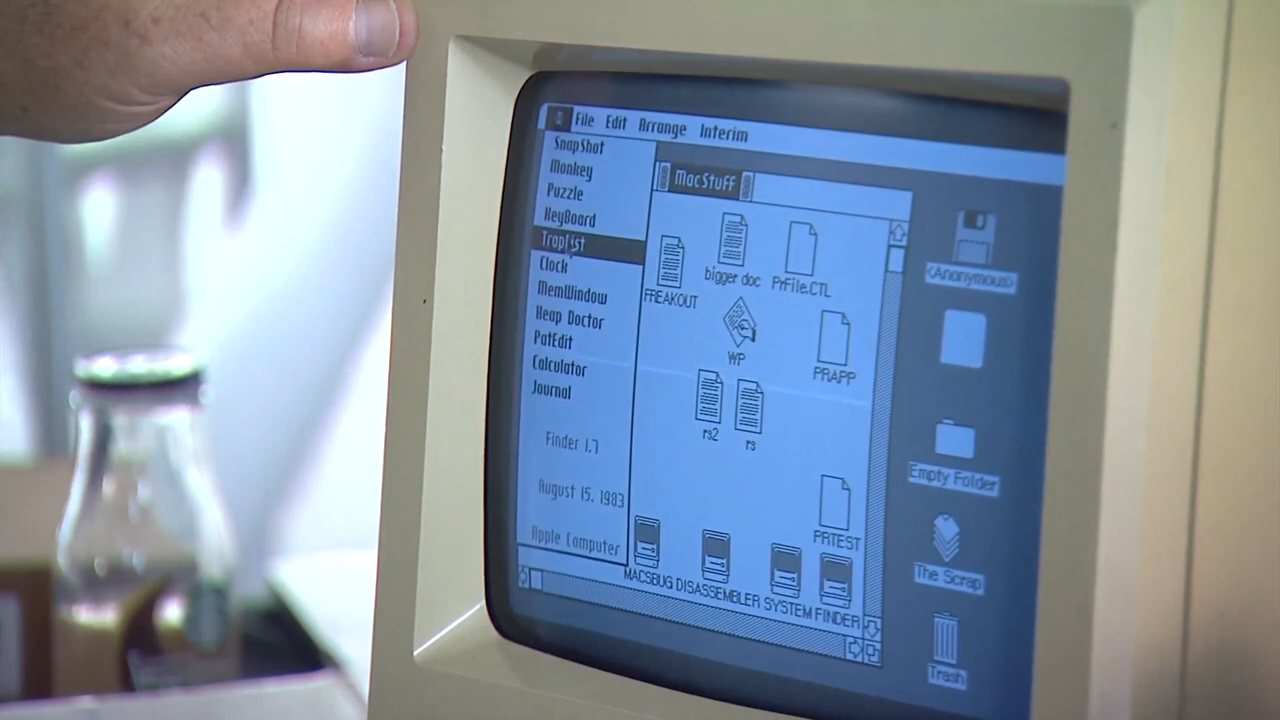 File Edit Arrange Interim
SnapShot
Monkey
Puzzle
KeyBoard
TrapList
Clock
MemWindow
Heap Doctor
PatEdit
Calculator
Journal
Finder 1.7
August 15, 1983
Apple Computer
MacStuff
FREAKOUT
bigger doc
PrFile.CTL
WP
PRAPP
rs2
rs
PRTEST
MACSBUG DISASSEMBLER SYSTEM FINDER
<Anonymous>
Empty Folder
The Scrap
Trash